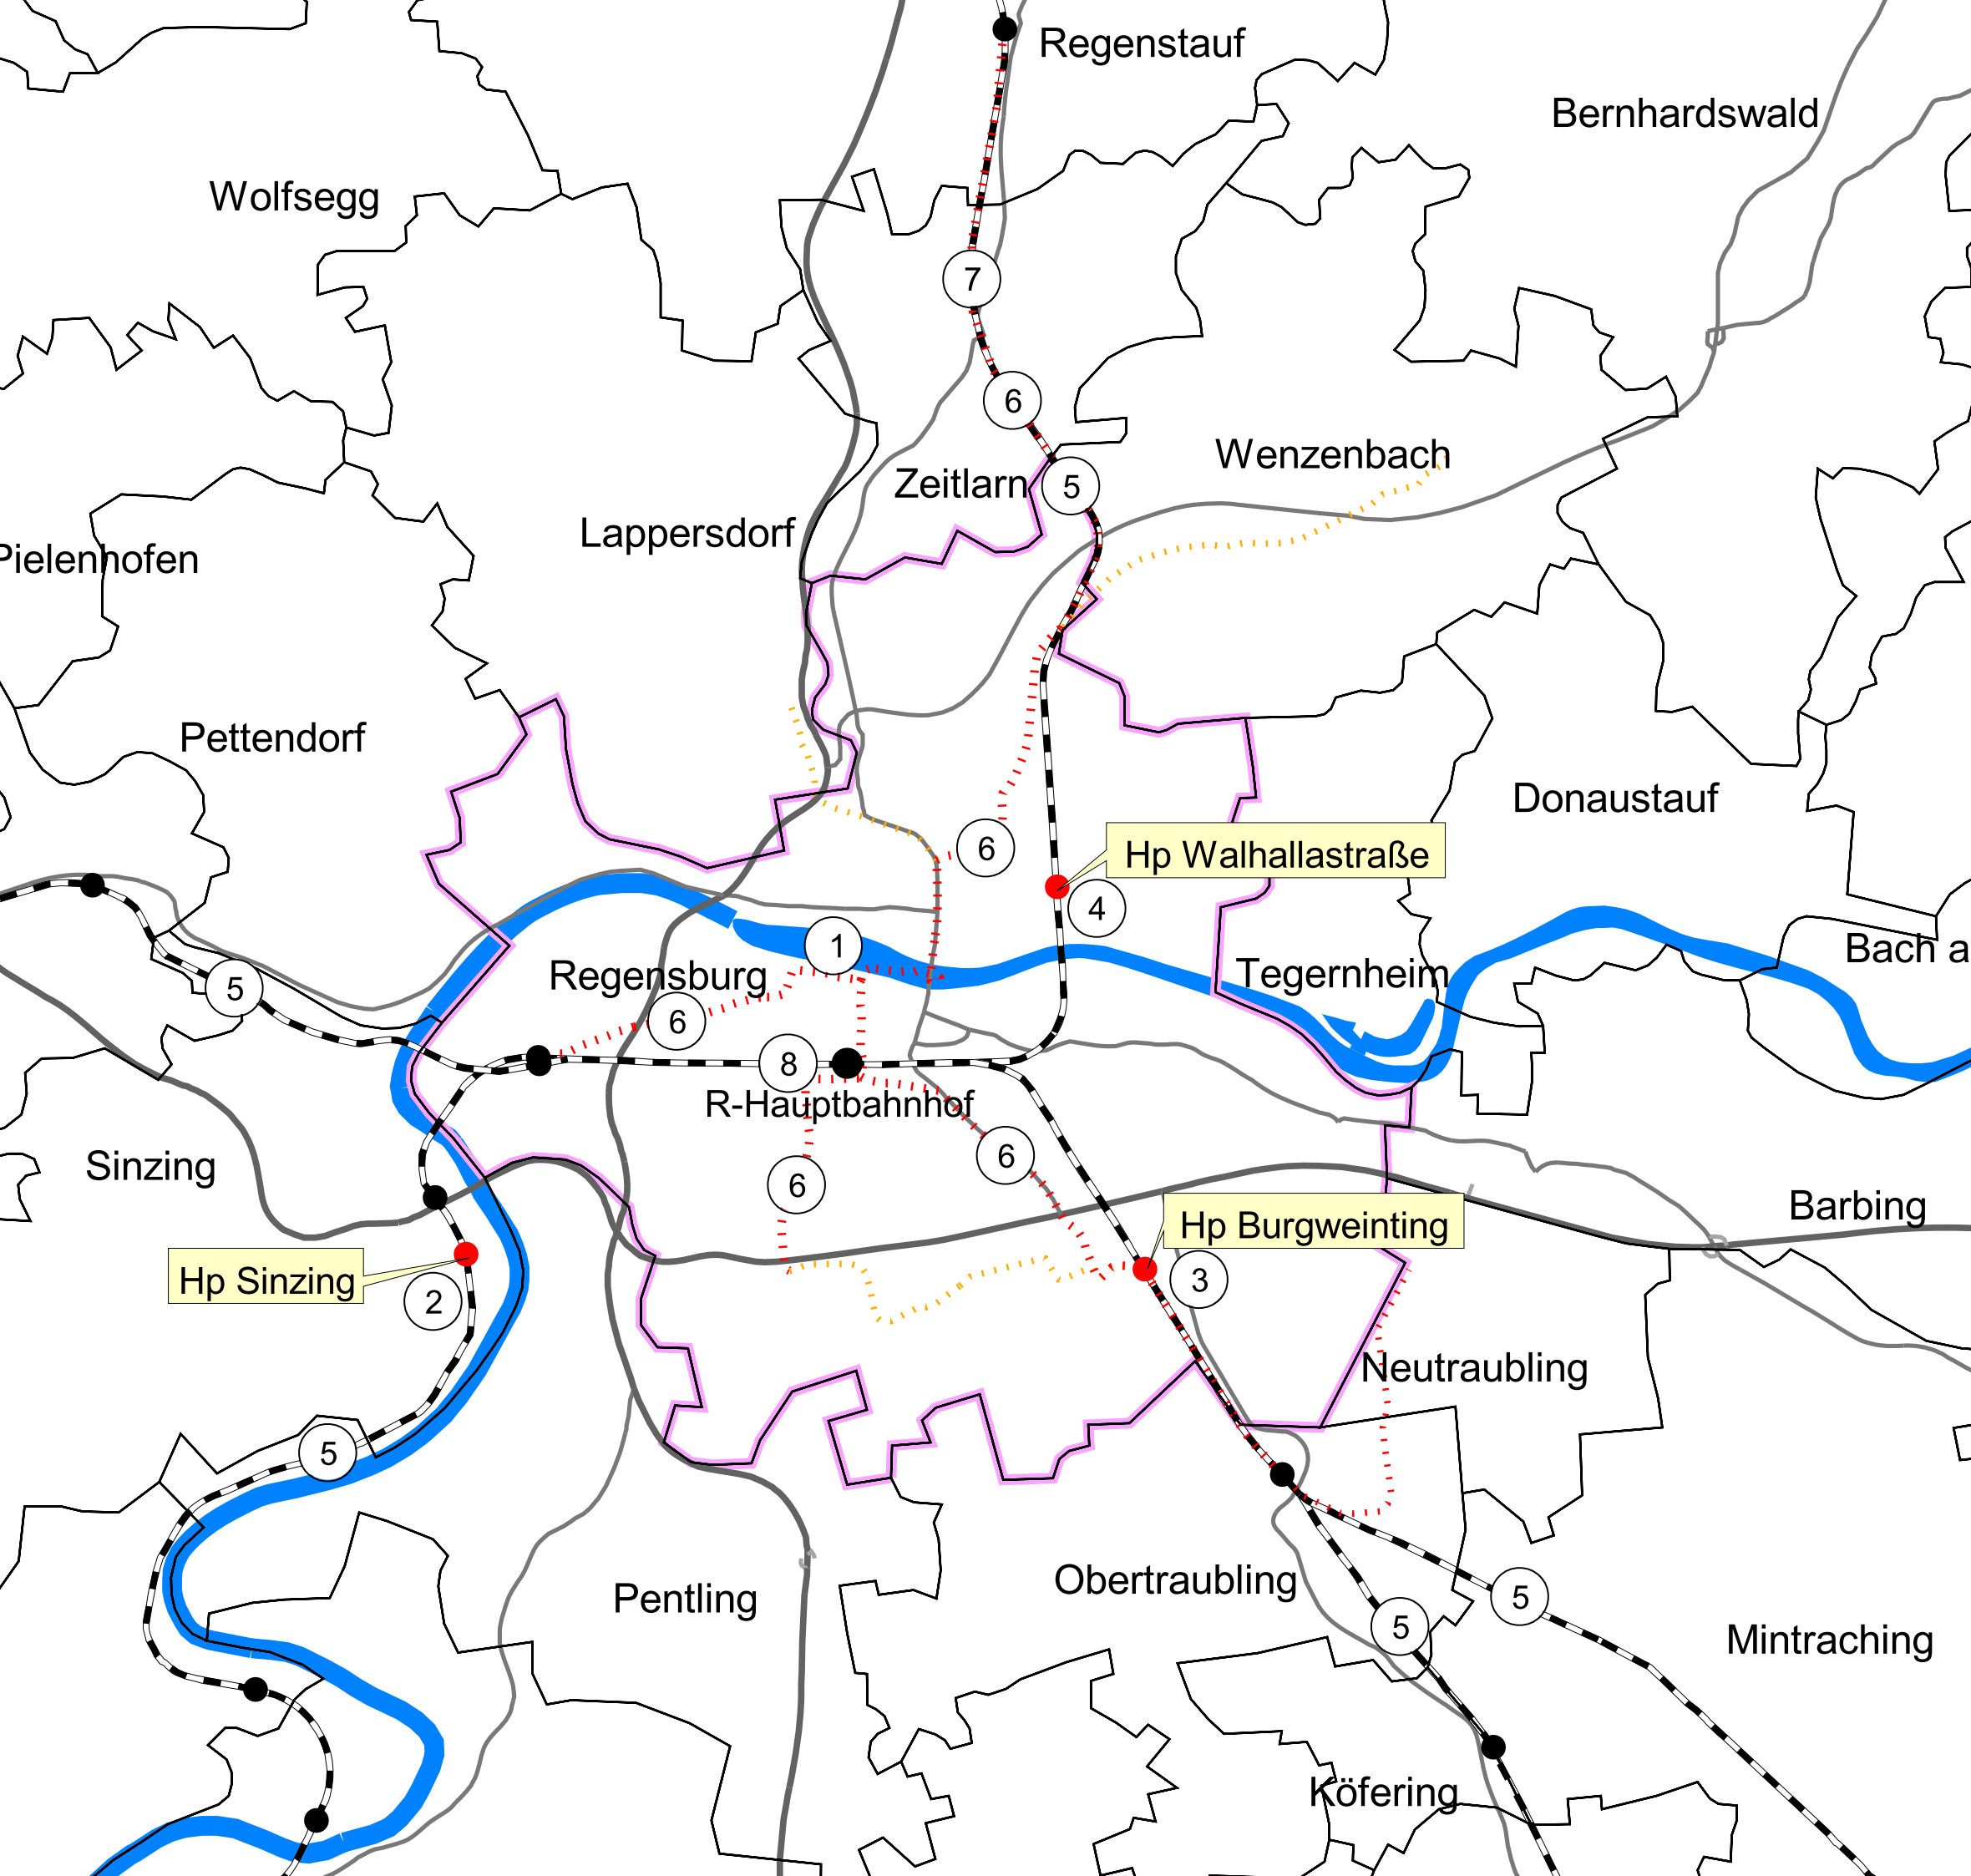 Regenstauf
Bernhardswald
Wolfsegg
7
6
Wenzenbach
Zeitlarn
5
Lappersdorf
Pielenhofen
Pettendorf
Donaustauf
6
Hp Walhallastraße
4
1
Bach a
Regensburg
Tegernheim
5
6
8
R-Hauptbahnhof
6
Sinzing
6
Barbing
Hp Burgweinting
Hp Sinzing
3
2
Neutraubling
5
Obertraubling
Pentling
5
5
Mintraching
Köfering